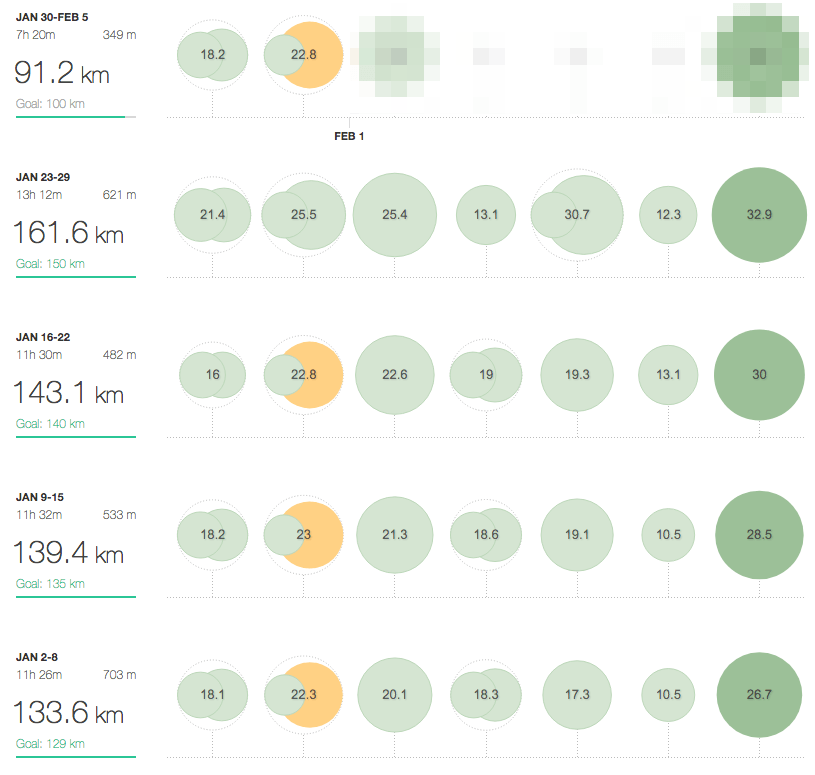 JAN 30-FEB 5
7h 20m 349 m
91.2 km
Goal: 100 km
18.2 22.8
FEB 1
JAN 23-29
13h 12m 621 m
161.6 km
Goal: 150 km
21.4 25.5 25.4 13.1 30.7 12.3 32.9
JAN 16-22
11h 30m 482 m
143.1 km
Goal: 140 km
16 22.8 22.6 19 19.3 13.1 30
JAN 9-15
11h 32m 533 m
139.4 km
Goal: 135 km
18.2 23 21.3 18.6 19.1 10.5 28.5
JAN 2-8
11h 26m 703 m
133.6 km
Goal: 129 km
18.1 22.3 20.1 18.3 17.3 10.5 26.7